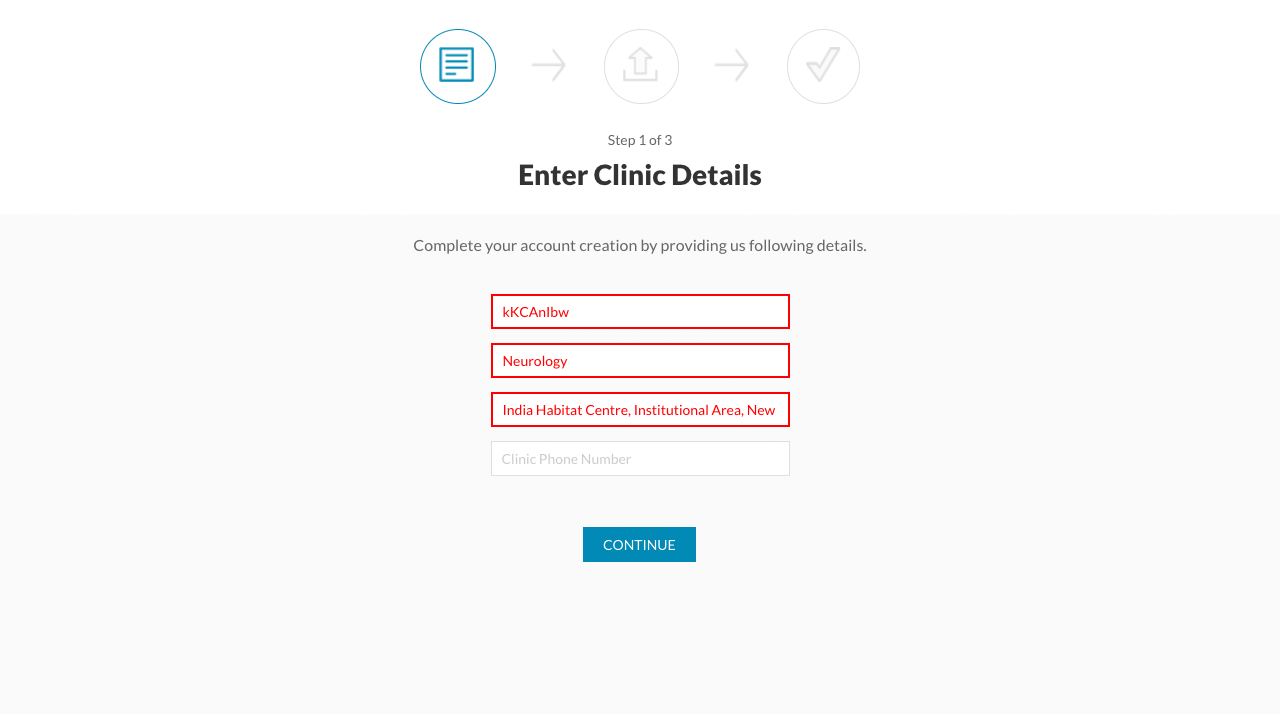 Step 1 of 3
Enter Clinic Details
Complete your account creation by providing us following details.
kKCAnIbw
Neurology
India Habitat Centre, Institutional Area, New
Clinic Phone Number
CONTINUE